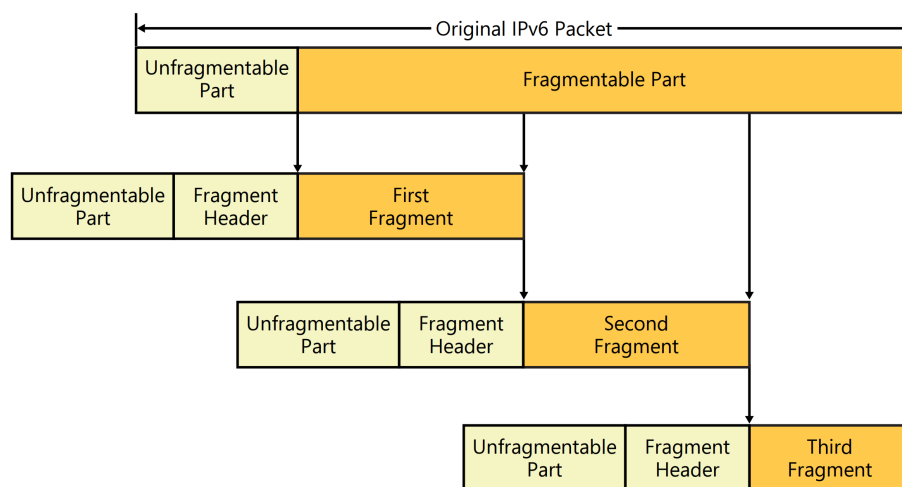 Original IPv6 Packet
Unfragmentable
Part
Fragmentable Part
Unfragmentable
Part
Fragment
Header
First
Fragment
Unfragmentable
Part
Fragment
Header
Second
Fragment
Unfragmentable
Part
Fragment
Header
Third
Fragment